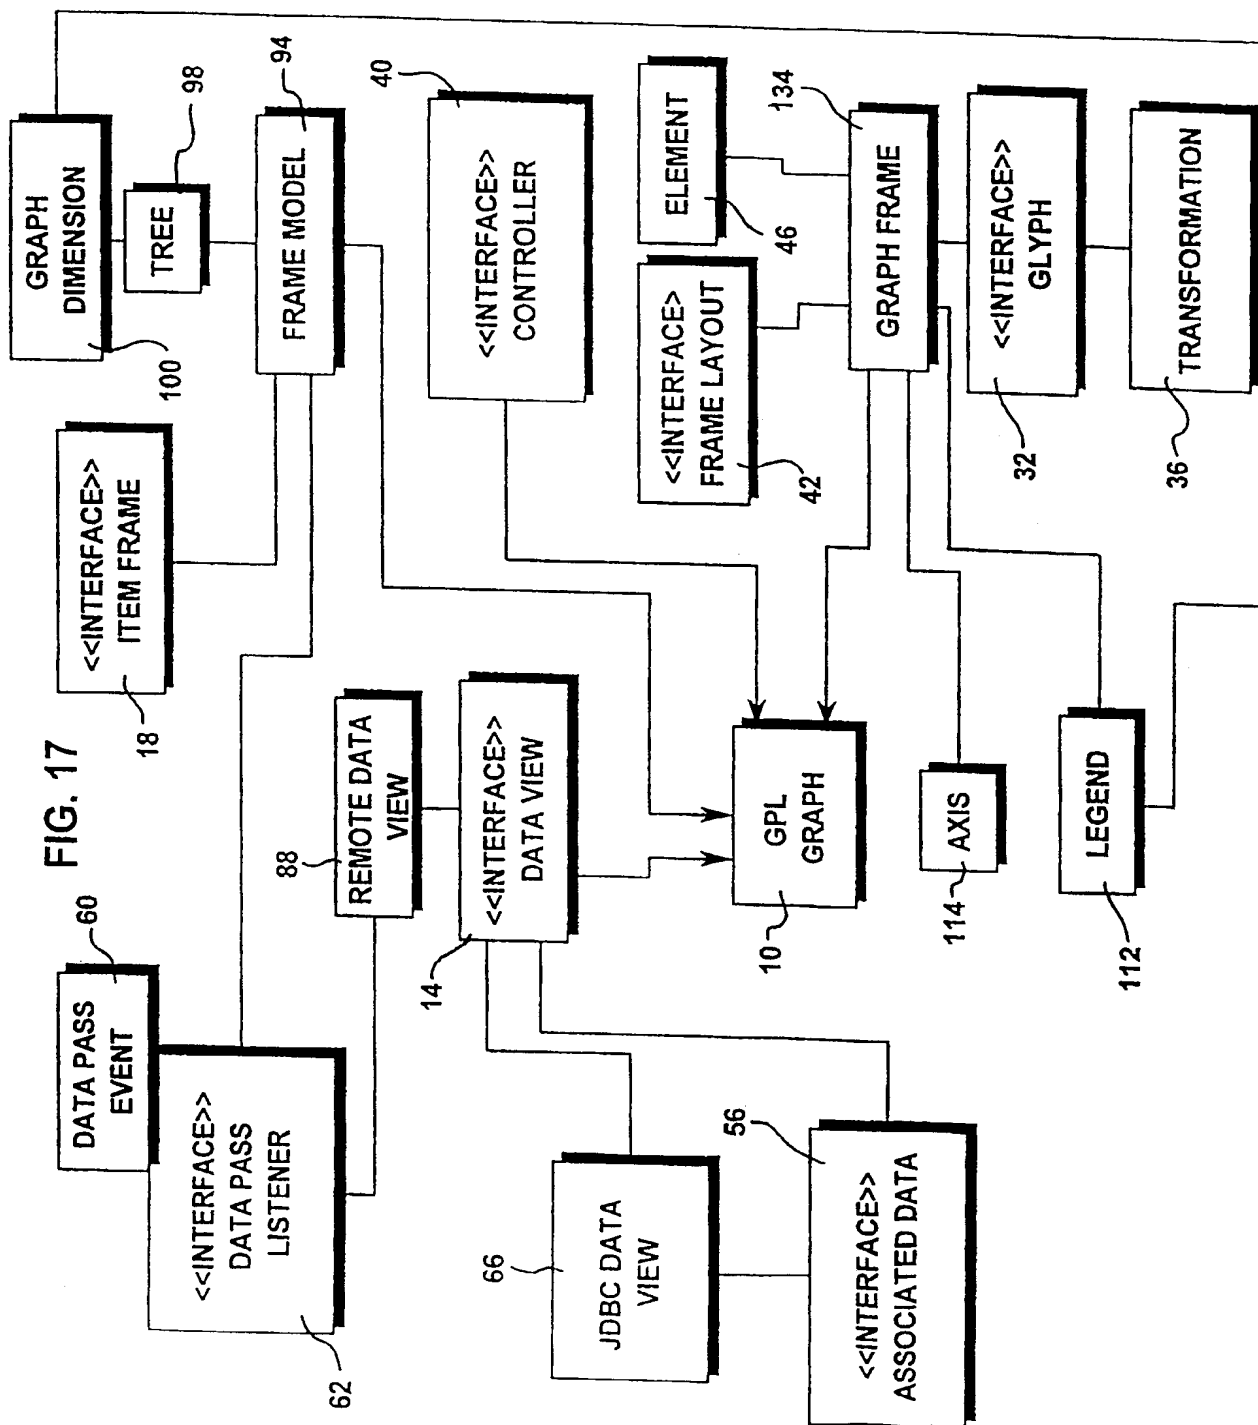 FIG. 17
DATA PASS
EVENT
60
<<INTERFACE>>
DATA PASS
LISTENER
62
<<INTERFACE>>
ITEM FRAME
18
GRAPH
DIMENSION
100
TREE
98
FRAME MODEL
94
REMOTE DATA
VIEW
88
<<INTERFACE>>
DATA VIEW
14
<<INTERFACE>>
CONTROLLER
40
JDBC DATA
VIEW
66
<<INTERFACE>>
ASSOCIATED DATA
56
GPL
GRAPH
10
<<INTERFACE>
FRAME LAYOUT
42
ELEMENT
46
GRAPH FRAME
134
AXIS
114
<<INTERFACE>>
GLYPH
32
LEGEND
112
TRANSFORMATION
36